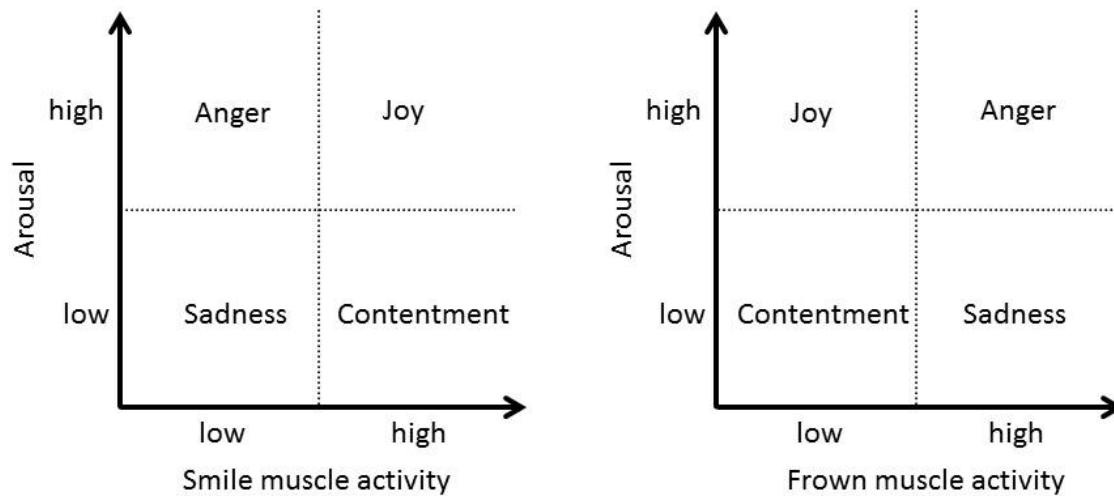 high
Anger
Joy
Arousal
low
Sadness
Contentment
low
high
Smile muscle activity
high
Joy
Anger
Arousal
low
Contentment
Sadness
low
high
Frown muscle activity